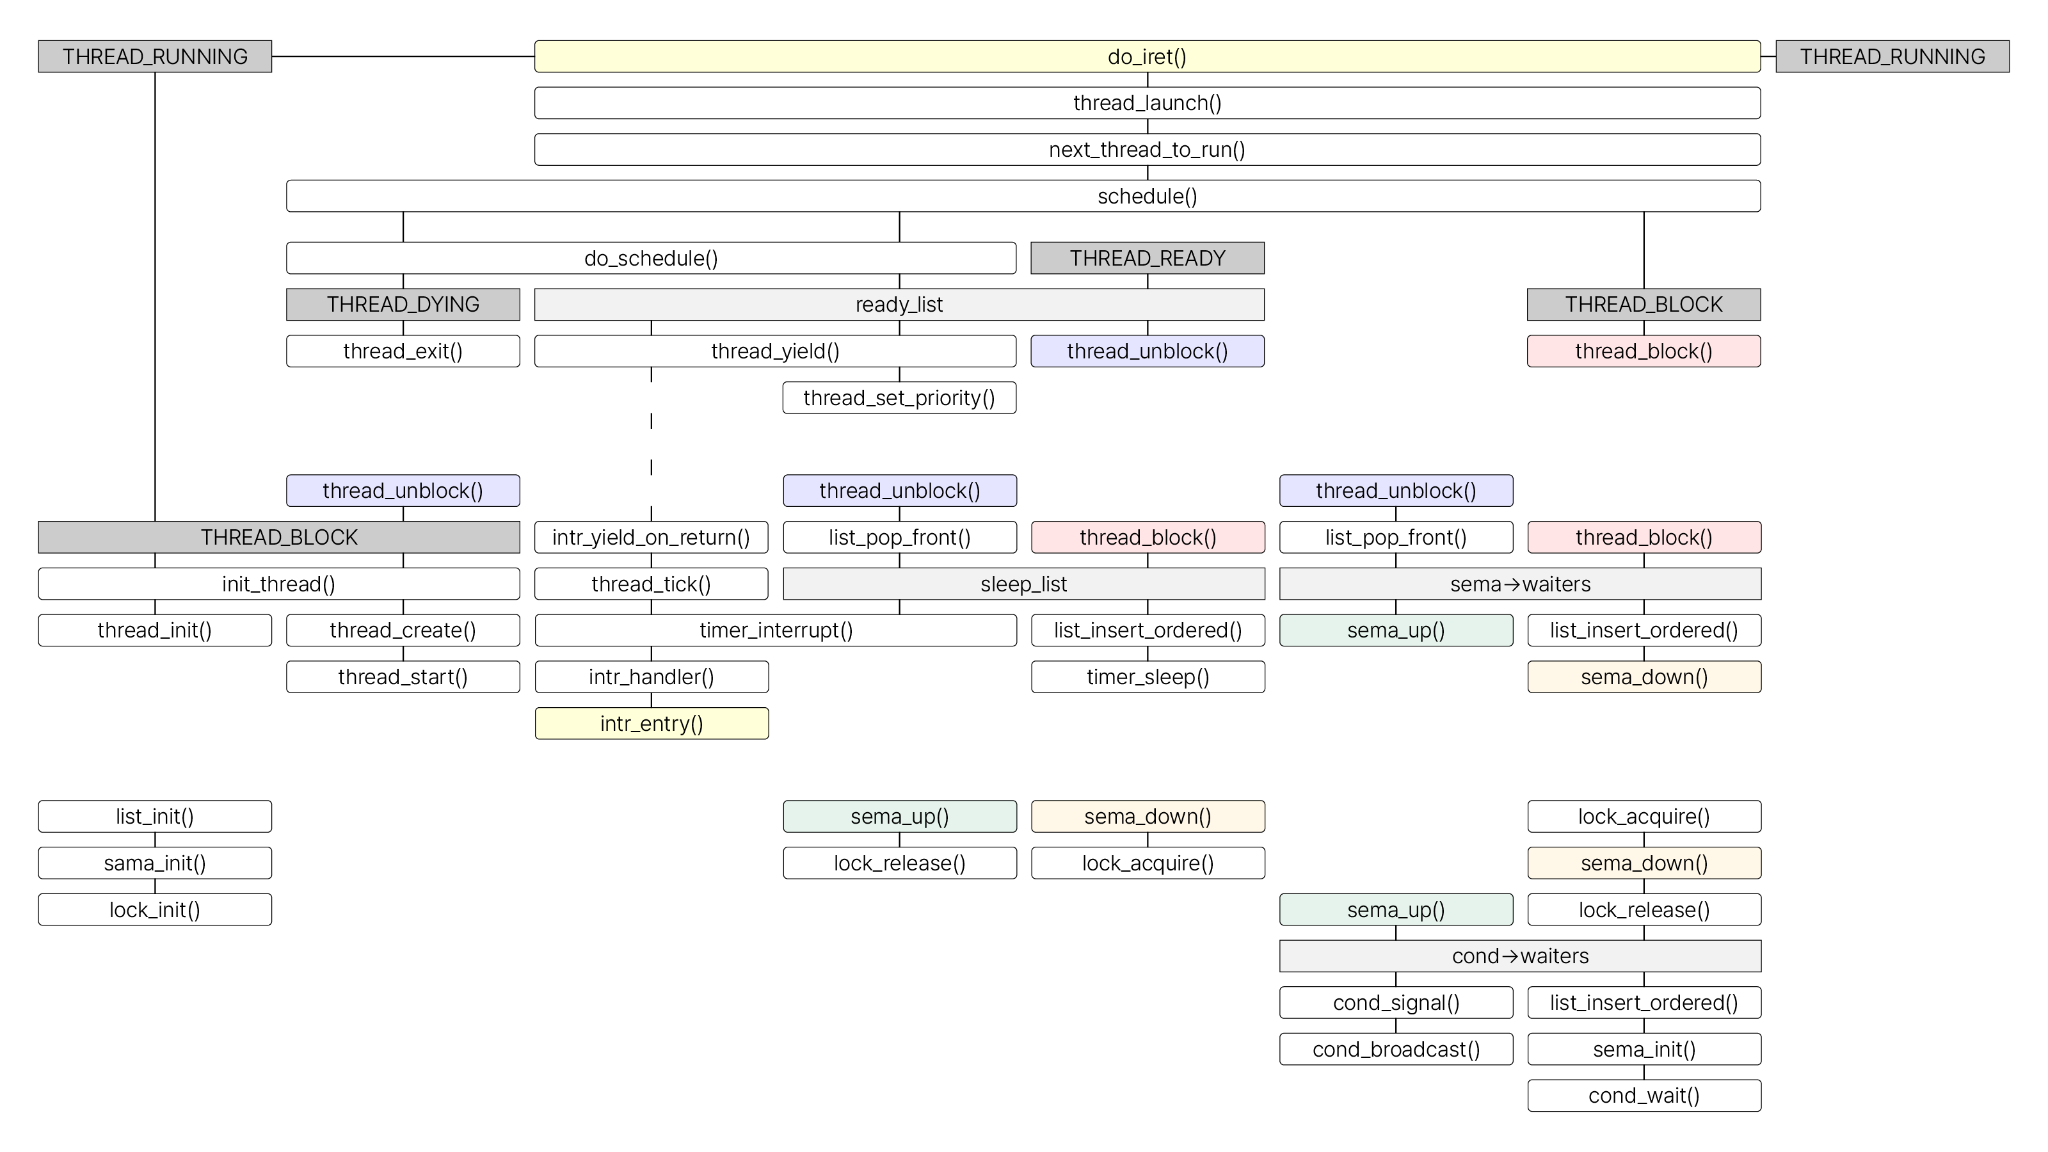 THREAD_RUNNING
do_iret()
THREAD_RUNNING
thread_launch()
next_thread_to_run()
schedule()
do_schedule()
THREAD_READY
THREAD_DYING
ready_list
THREAD_BLOCK
thread_exit()
thread_yield()
thread_unblock()
thread_block()
thread_set_priority()
thread_unblock()
thread_unblock()
thread_unblock()
THREAD_BLOCK
intr_yield_on_return()
list_pop_front()
thread_block()
list_pop_front()
thread_block()
init_thread()
thread_tick()
sleep_list
sema→waiters
thread_init()
thread_create()
timer_interrupt()
list_insert_ordered()
sema_up()
list_insert_ordered()
thread_start()
intr_handler()
timer_sleep()
sema_down()
intr_entry()
list_init()
sema_up()
sema_down()
lock_acquire()
sama_init()
lock_release()
lock_acquire()
sema_down()
lock_init()
sema_up()
lock_release()
cond→waiters
cond_signal()
list_insert_ordered()
cond_broadcast()
sema_init()
cond_wait()